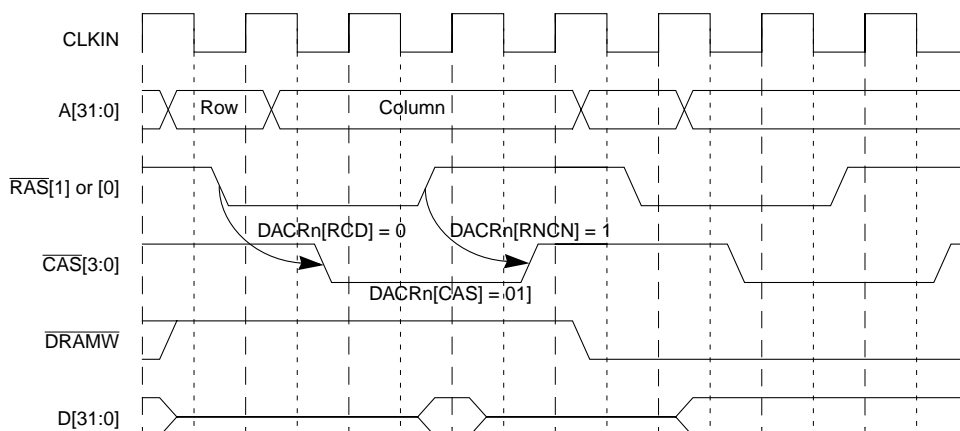 CLKIN
A[31:0]
Row
Column
RAS[1] or [0]
DACRn[RCD] = 0
DACRn[RNCN] = 1
CAS[3:0]
DACRn[CAS] = 01]
DRAMW
D[31:0]